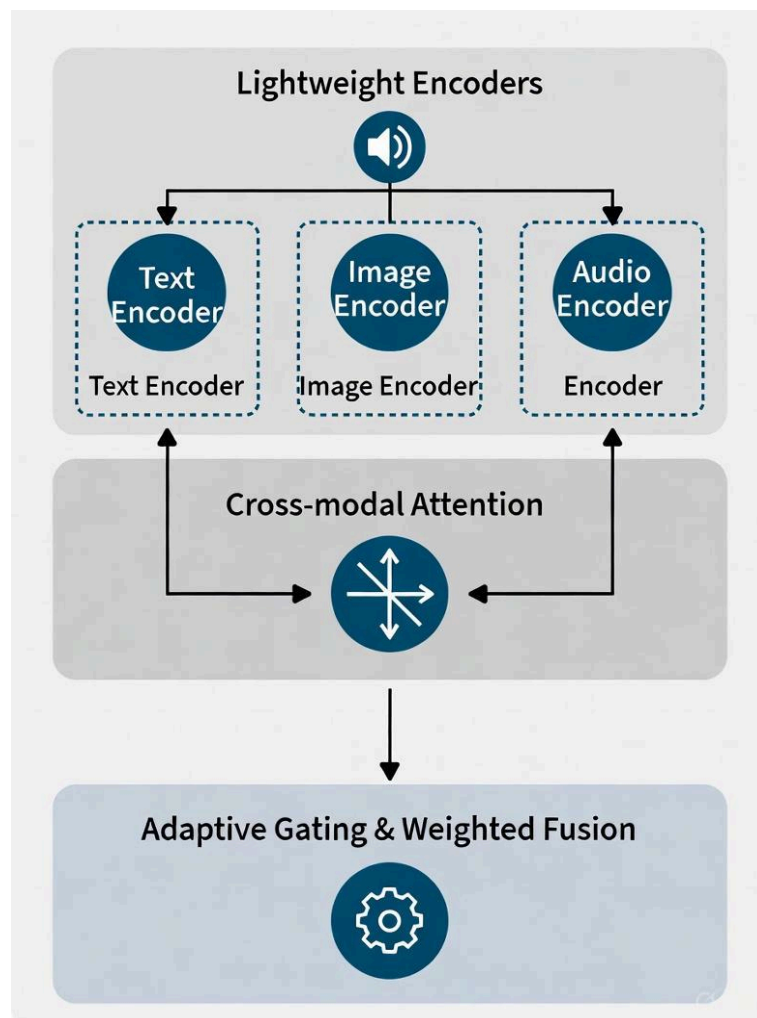 Lightweight Encoders
Text
Encoder
Image
Encoder
Audio
Encoder
Text Encoder
Image Encoder
Encoder
Cross-modal Attention
Adaptive Gating & Weighted Fusion